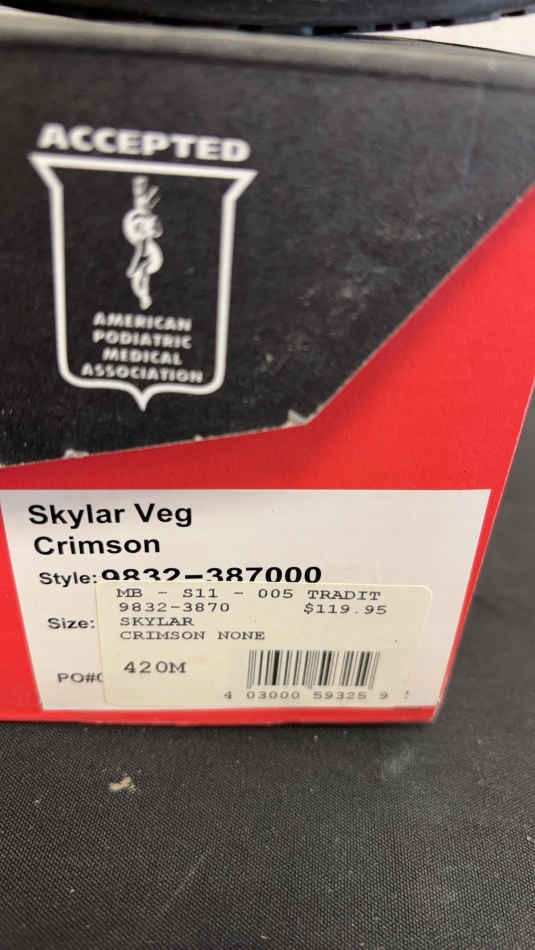 ACCEPTED
AMERICAN
PODIATRIC
MEDICAL
ASSOCIATION
Skylar Veg
Crimson
Style: 9832-387000
Size:
PO#
MB - S11 - 005 TRADIT
9832-3870 $119.95
SKYLAR
CRIMSON NONE
420M
4 03000 59325 9